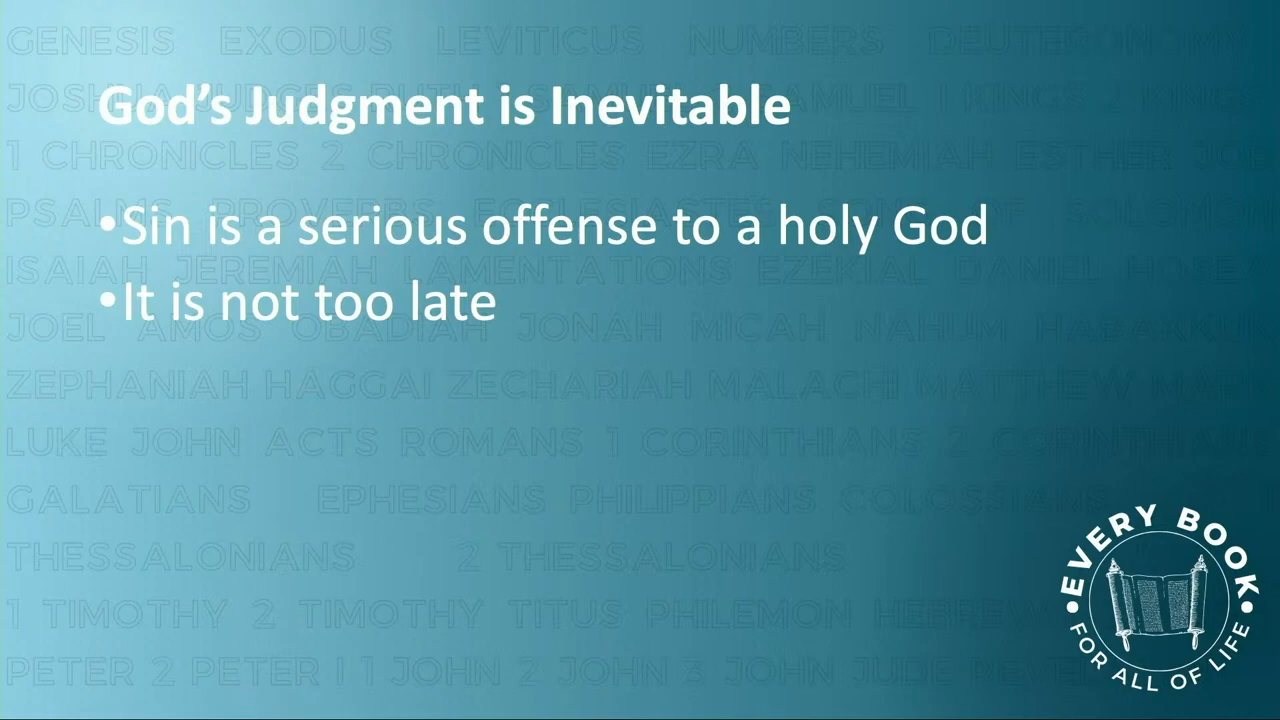 GENESIS EXODUS LEVITICUS NUMBERS
God's Judgment is Inevitable
1 CHRONICLES 2 CHRONICLES EZRA NEHEMIAH ESTHER
•Sin is a serious offense to a holy God
ISAIAH JEREMIAH LAMENTATIONS EZEKIAL DANIEL
•It is not too late
JOEL AMOS OBADIAH JONAH MICAH NAHUM
ZEPHANIAH HAGGAI ZECHARIAH MALACHI MATTHEW
LUKE JOHN ACTS ROMANS 1 CORINTHIANS 2
GALATIANS EPHESIANS PHILIPPIANS COLOSSIANS
THESSALONIANS 2 THESSALONIANS
1 TIMOTHY 2 TIMOTHY TITUS PHILEMON
PETER 2 PETER 1 JOHN 2 JOHN 3 JOHN JUDE
EVERY BOOK
•FOR ALL OF LIFE•